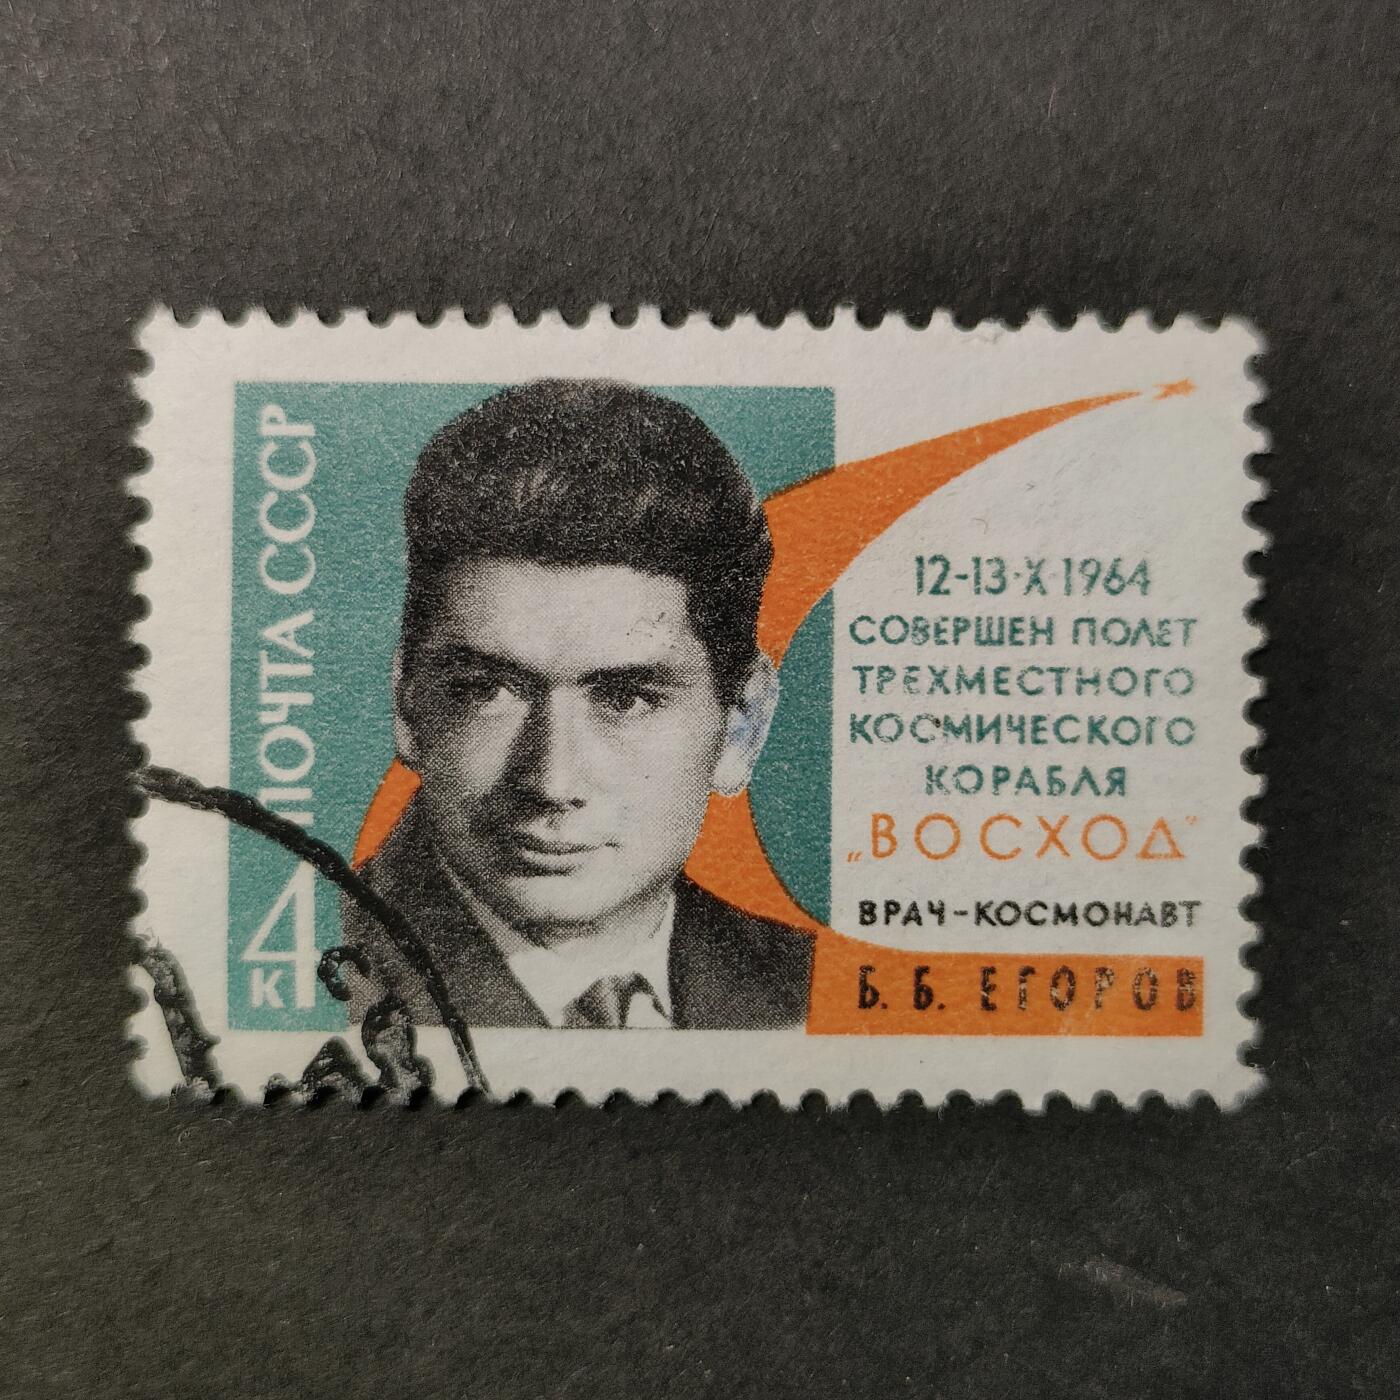 ПОЧТА СССР
4
к
12-13·X·1964
СОВЕРШЕН ПОЛЕТ
ТРЕХМЕСТНОГО
КОСМИЧЕСКОГО
КОРАБЛЯ
„ВОСХОД"
ВРАЧ-КОСМОНАВТ
Б. Б. ЕГОРОВ